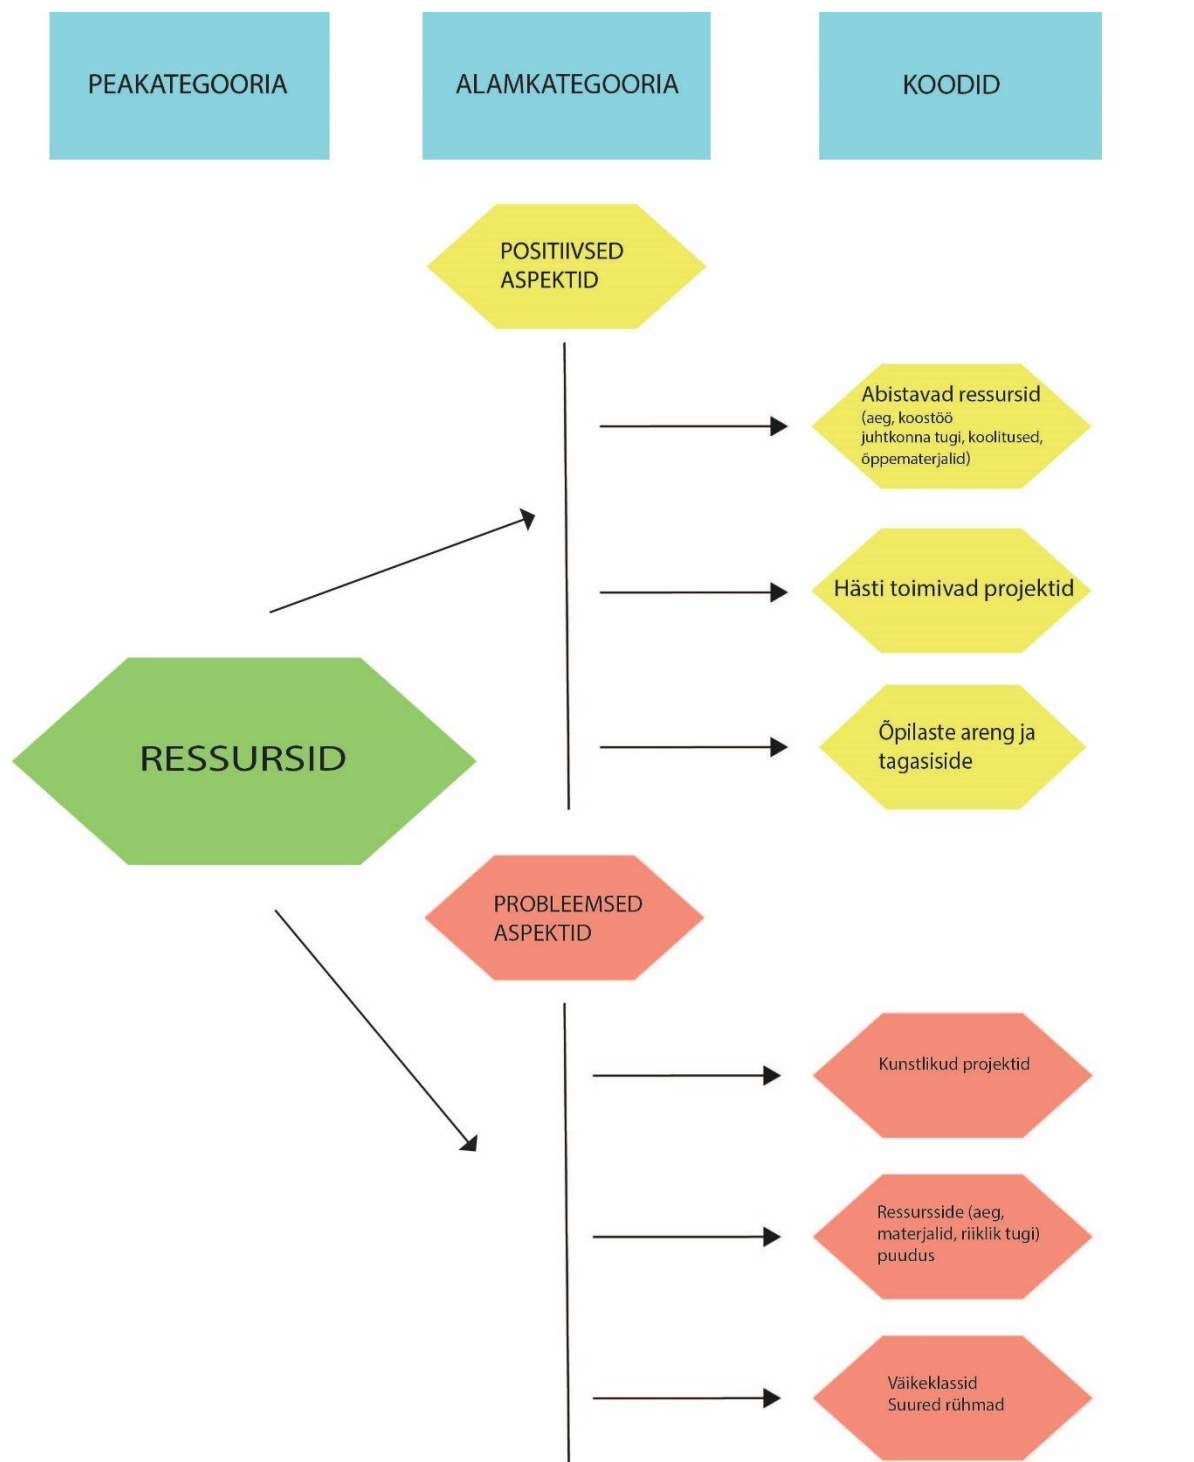 PEAKATEGOORIA
ALAMKATEGOORIA
KOODID
POSITIIVSED
ASPEKTID
Abistavad ressursid
(aeg, koostöö
juhtkonna tugi, koolitused,
õppematerjalid)
Hästi toimivad projektid
RESSURSID
Õpilaste areng ja
tagasiside
PROBLEEMSED
ASPEKTID
Kunstlikud projektid
Ressursside (aeg,
materjalid, riiklik tugi)
puudus
Väikeklassid
Suured rühmad